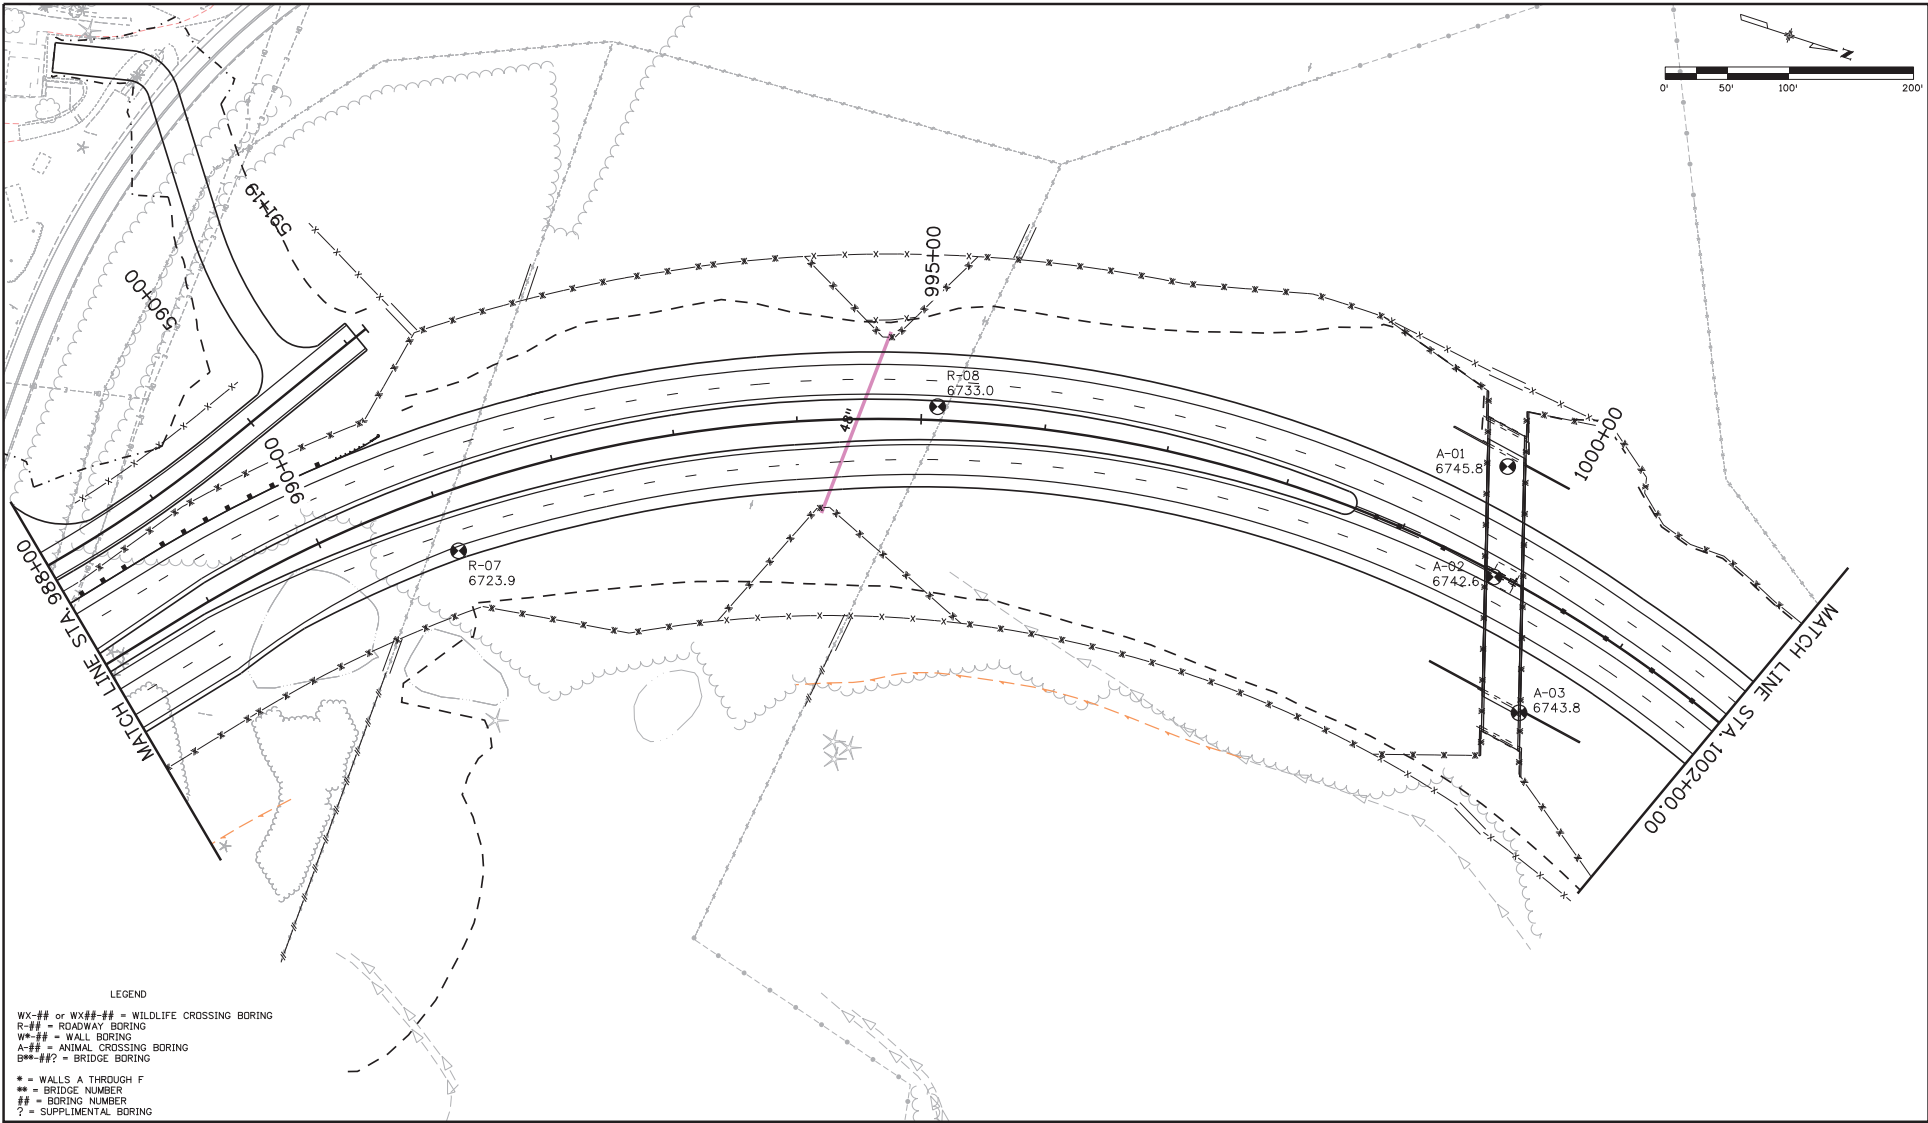 N
0' 50' 100' 200'
591+19
590+00
995+00
990+00
1000+00
R-08
6733.0
48"
R-07
6723.9
A-01
6745.8
A-02
6742.6
A-03
6743.8
MATCH LINE STA. 988+00
MATCH LINE STA. 1002+00.00
LEGEND
WX-## or WX##-## = WILDLIFE CROSSING BORING
R-## = ROADWAY BORING
W*-## = WALL BORING
A-## = ANIMAL CROSSING BORING
B**-##? = BRIDGE BORING
* = WALLS A THROUGH F
** = BRIDGE NUMBER
## = BORING NUMBER
? = SUPPLIMENTAL BORING